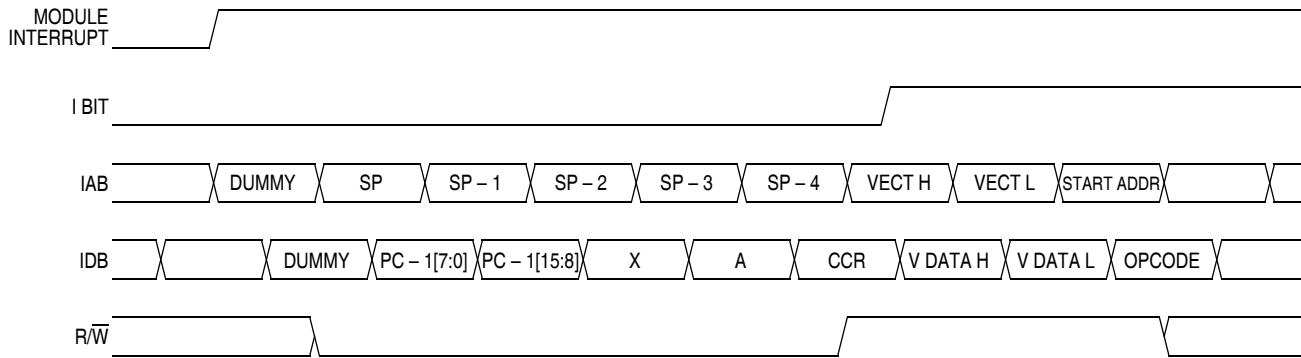 MODULE
INTERRUPT
I BIT
IAB DUMMY SP SP – 1 SP – 2 SP – 3 SP – 4 VECT H VECT L START ADDR
IDB DUMMY PC – 1[7:0] PC – 1[15:8] X A CCR V DATA H V DATA L OPCODE
R/W̅